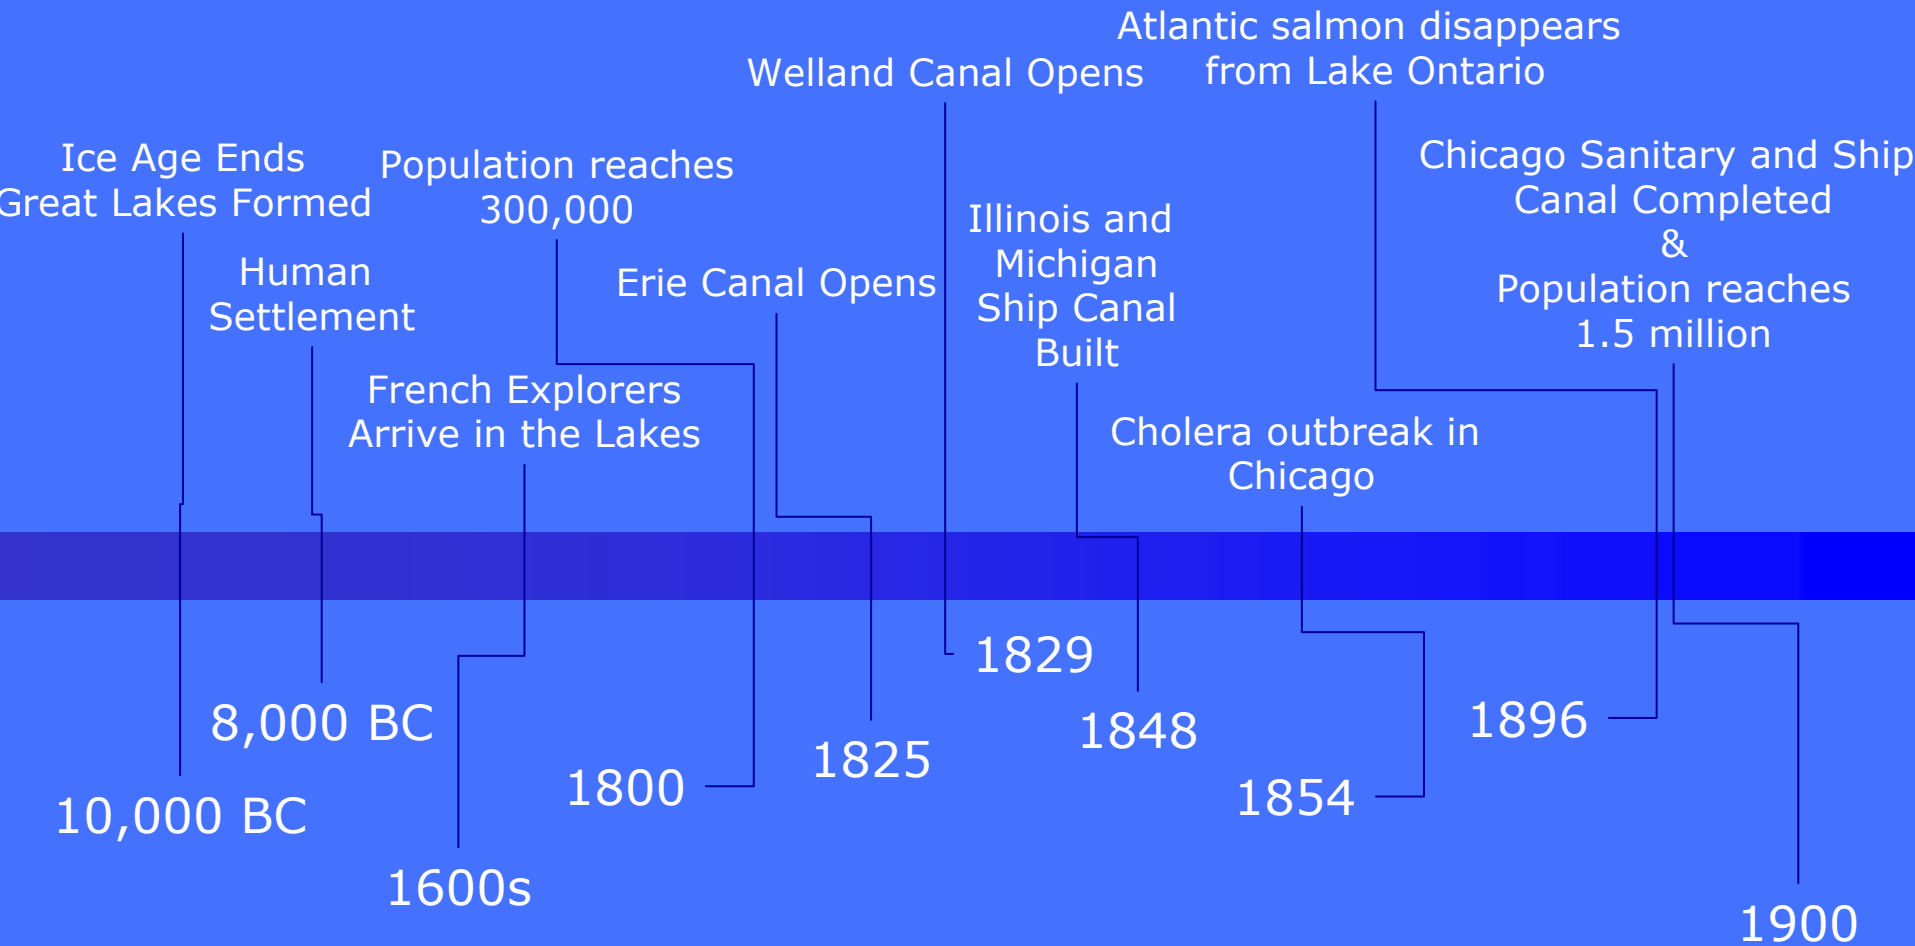 Atlantic salmon disappears
from Lake Ontario
Welland Canal Opens
Ice Age Ends
Great Lakes Formed
Population reaches
300,000
Chicago Sanitary and Ship
Canal Completed
&
Population reaches
1.5 million
Human
Settlement
Erie Canal Opens
Illinois and
Michigan
Ship Canal
Built
French Explorers
Arrive in the Lakes
Cholera outbreak in
Chicago
10,000 BC
8,000 BC
1600s
1800
1825
1829
1848
1854
1896
1900